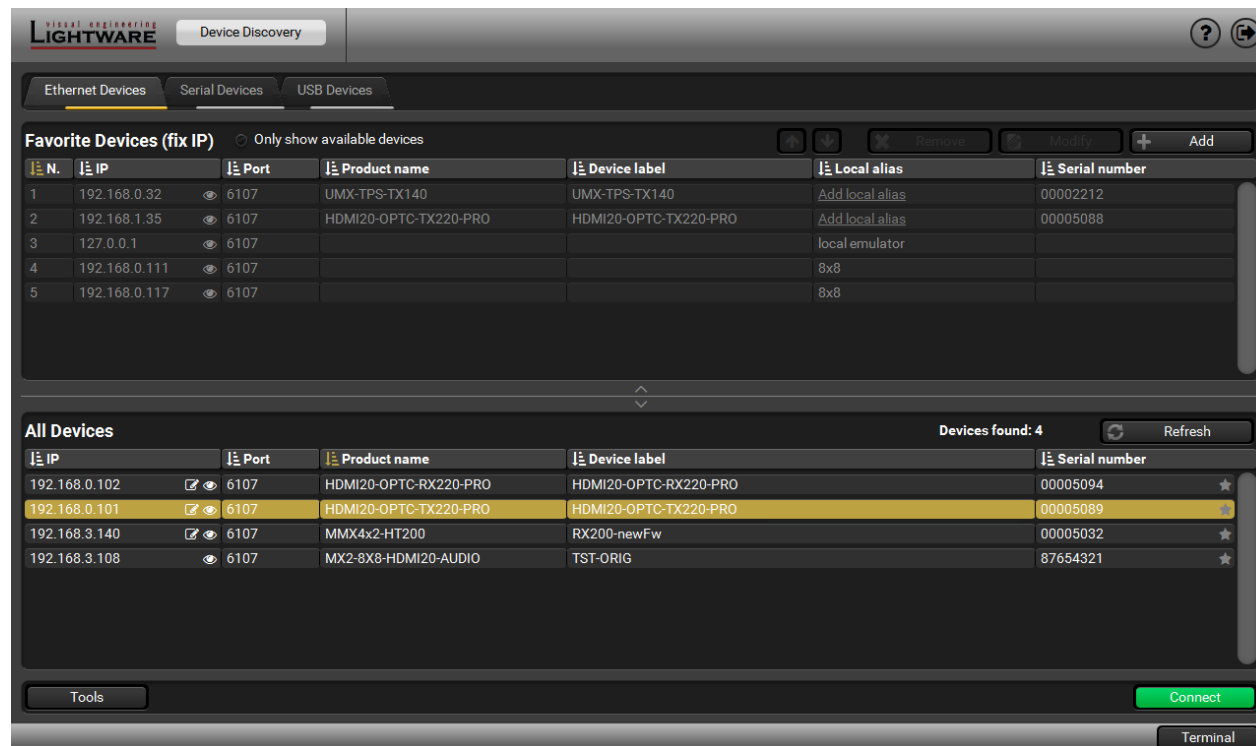 visual engineering
LIGHTWARE
Device Discovery
?
Ethernet Devices Serial Devices USB Devices
Favorite Devices (fix IP) Only show available devices Remove Modify Add
N. IP Port Product name Device label Local alias Serial number
1 192.168.0.32 6107 UMX-TPS-TX140 UMX-TPS-TX140 Add local alias 00002212
2 192.168.1.35 6107 HDMI20-OPTC-TX220-PRO HDMI20-OPTC-TX220-PRO Add local alias 00005088
3 127.0.0.1 6107 local emulator
4 192.168.0.111 6107 8x8
5 192.168.0.117 6107 8x8
All Devices Devices found: 4 Refresh
IP Port Product name Device label Serial number
192.168.0.102 6107 HDMI20-OPTC-RX220-PRO HDMI20-OPTC-RX220-PRO 00005094
192.168.0.101 6107 HDMI20-OPTC-TX220-PRO HDMI20-OPTC-TX220-PRO 00005089
192.168.3.140 6107 MMX4x2-HT200 RX200-newFw 00005032
192.168.3.108 6107 MX2-8X8-HDMI20-AUDIO TST-ORIG 87654321
Tools Connect
Terminal